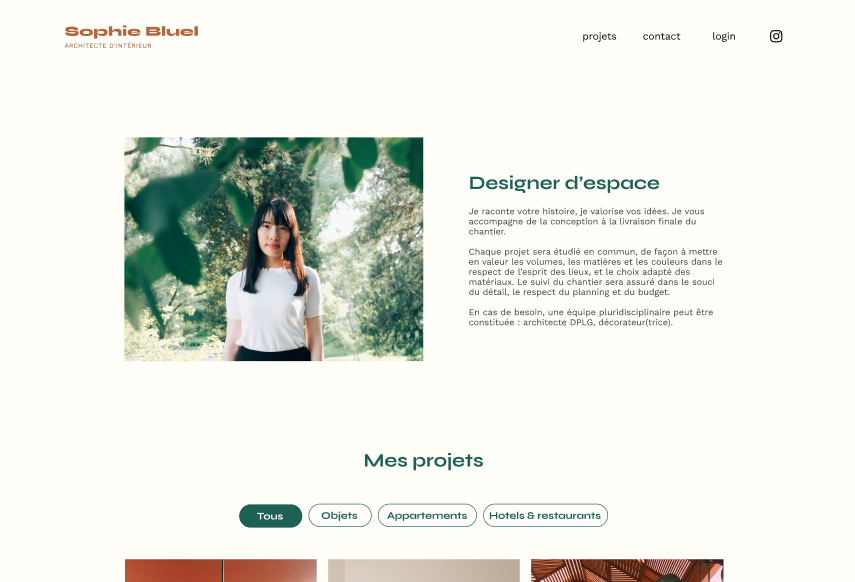 Sophie Bluel
ARCHITECTE D'INTÉRIEUR
projets
contact
login
Designer d’espace
Je raconte votre histoire, je valorise vos idées. Je vous
accompagne de la conception à la livraison finale du
chantier.
Chaque projet sera étudié en commun, de façon à mettre
en valeur les volumes, les matières et les couleurs dans le
respect de l’esprit des lieux, et le choix adapté des
matériaux. Le suivi du chantier sera assuré dans le souci
du détail, le respect du planning et du budget.
En cas de besoin, une équipe pluridisciplinaire peut être
constituée : architecte DPLG, décorateur(trice).
Mes projets
Tous
Objets
Appartements
Hotels & restaurants